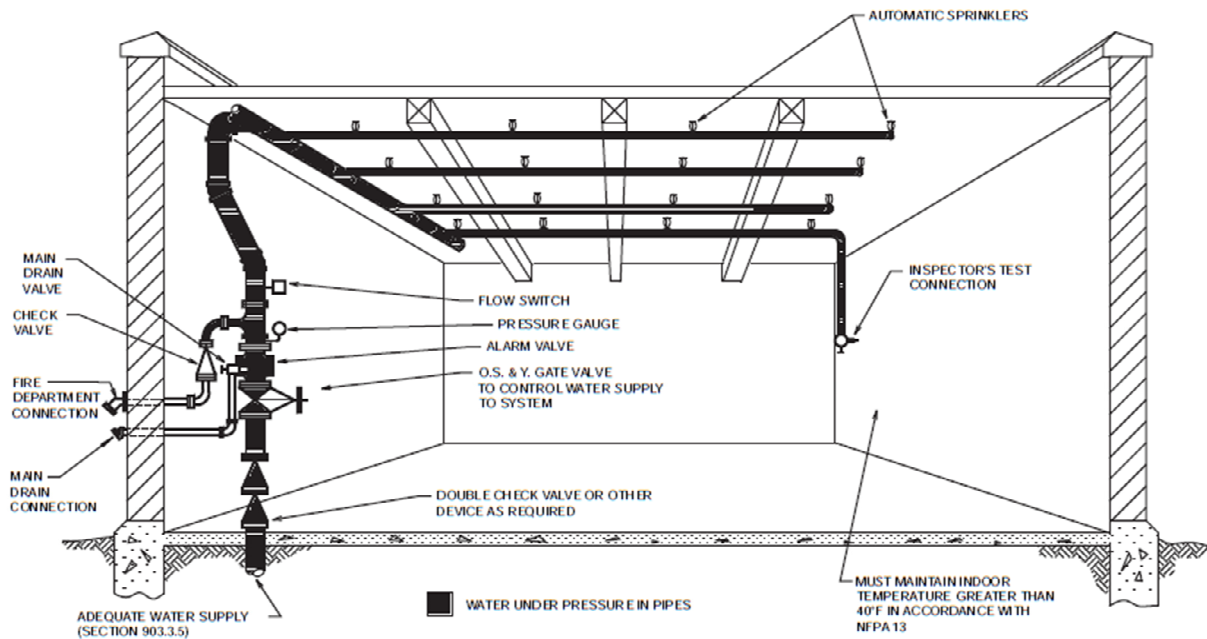 AUTOMATIC SPRINKLERS
MAIN
DRAIN
VALVE
CHECK
VALVE
FIRE
DEPARTMENT
CONNECTION
MAIN
DRAIN
CONNECTION
FLOW SWITCH
PRESSURE GAUGE
ALARM VALVE
O.S. & Y. GATE VALVE
TO CONTROL WATER SUPPLY
TO SYSTEM
INSPECTOR'S TEST
CONNECTION
DOUBLE CHECK VALVE OR OTHER
DEVICE AS REQUIRED
ADEQUATE WATER SUPPLY
(SECTION 903.3.5)
WATER UNDER PRESSURE IN PIPES
MUST MAINTAIN INDOOR
TEMPERATURE GREATER THAN
40°F IN ACCORDANCE WITH
NFPA 13